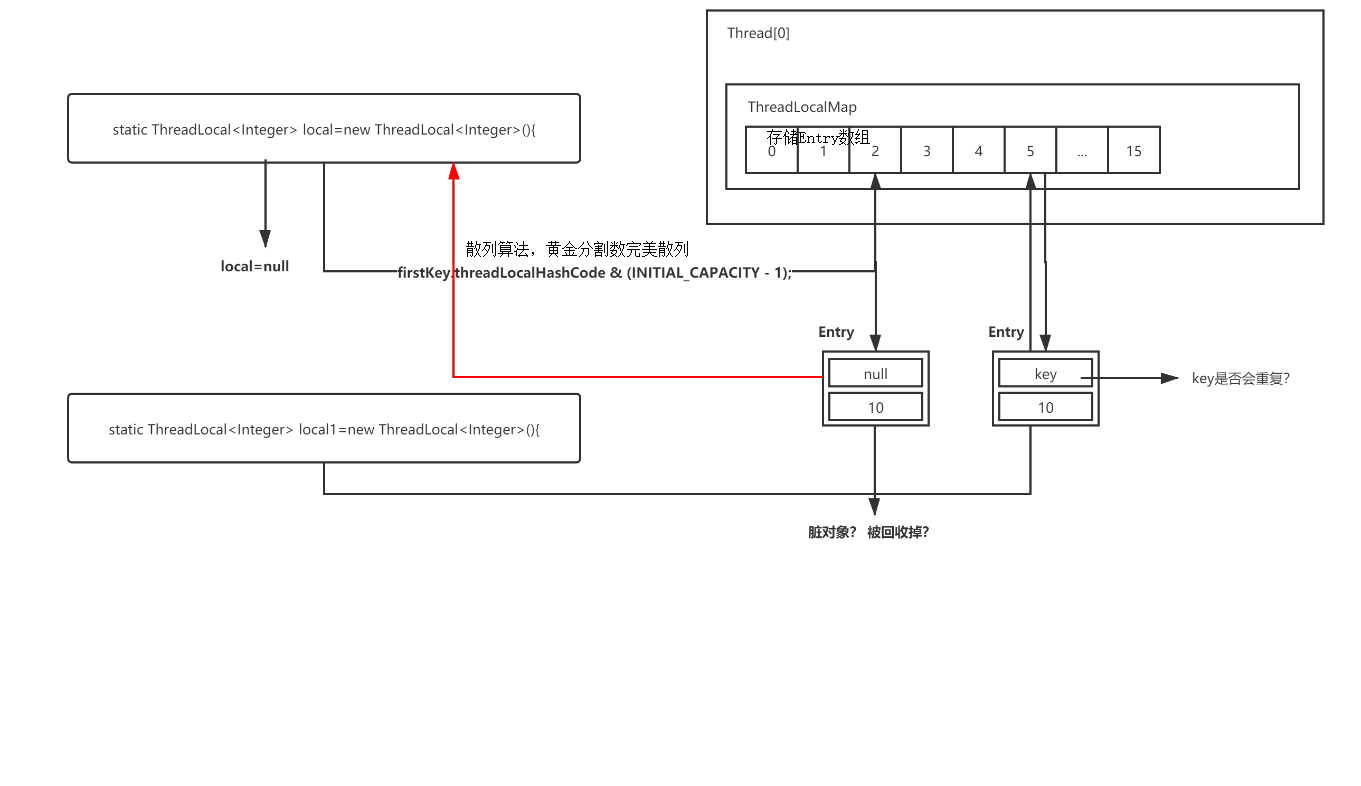 Thread[0]
ThreadLocalMap
static ThreadLocal<Integer> local=new ThreadLocal<Integer>(){
存储Entry数组
0 1 2 3 4 5 ... 15
散列算法，黄金分割数完美散列
local=null
firstKey.threadLocalHashCode & (INITIAL_CAPACITY - 1);
Entry
Entry
null
key
key是否会重复?
10
10
static ThreadLocal<Integer> local1=new ThreadLocal<Integer>(){
脏对象? 被回收掉?